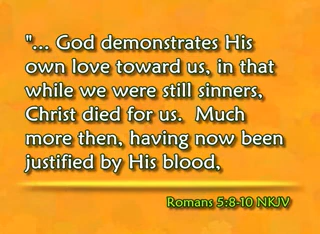 "... God demonstrates His
own love toward us, in that
while we were still sinners,
Christ died for us.  Much
more then, having now been
justified by His blood,
Romans 5:8-10 NKJV